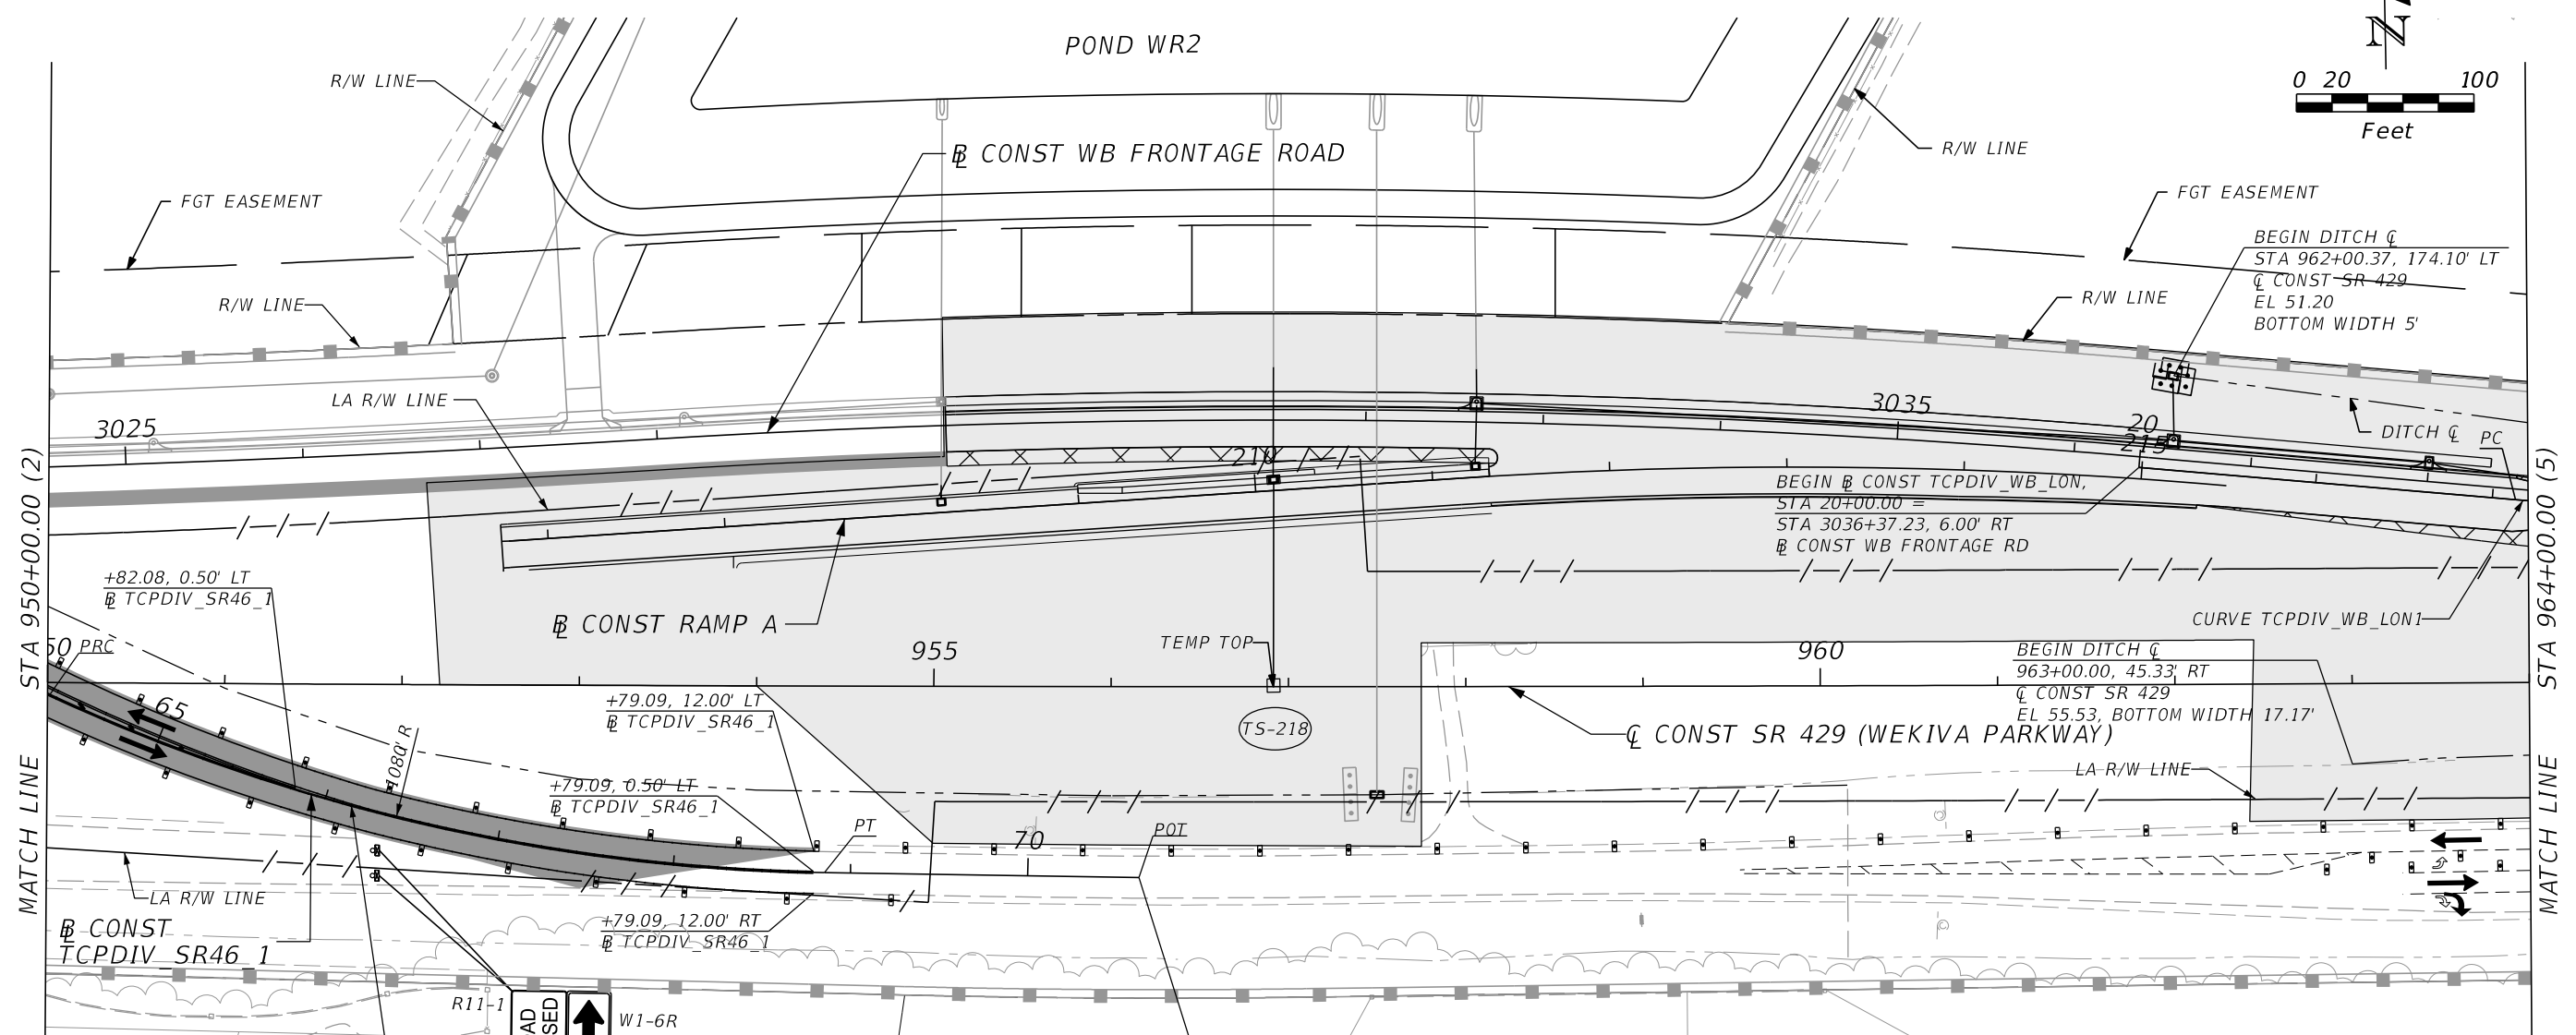 POND WR2
N
0 20 100
Feet
R/W LINE
R/W LINE
℄ CONST WB FRONTAGE ROAD
FGT EASEMENT
FGT EASEMENT
BEGIN DITCH ℄
STA 962+00.37, 174.10' LT
℄ CONST SR 429
EL 51.20
BOTTOM WIDTH 5'
R/W LINE
R/W LINE
LA R/W LINE
3025
3035
20
215
210
DITCH ℄
PC
BEGIN ℄ CONST TCPDIV_WB_LON,
STA 20+00.00 =
STA 3036+37.23, 6.00' RT
℄ CONST WB FRONTAGE RD
MATCH LINE STA 950+00.00 (2)
MATCH LINE STA 964+00.00 (5)
+82.08, 0.50' LT
℄ TCPDIV_SR46_1
℄ CONST RAMP A
CURVE TCPDIV_WB_LON1
50
PRC
955
TEMP TOP
960
BEGIN DITCH ℄
963+00.00, 45.33' RT
℄ CONST SR 429
EL 55.53, BOTTOM WIDTH 17.17'
65
+79.09, 12.00' LT
℄ TCPDIV_SR46_1
TS-218
℄ CONST SR 429 (WEKIVA PARKWAY)
1080' R
LA R/W LINE
+79.09, 0.50' LT
℄ TCPDIV_SR46_1
PT
70
POT
LA R/W LINE
℄ CONST
TCPDIV_SR46_1
+79.09, 12.00' RT
℄ TCPDIV_SR46_1
R11-1
AD
SED
W1-6R